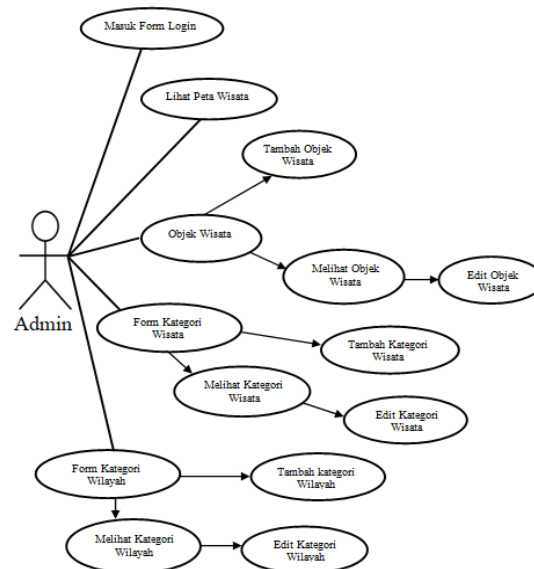 Masuk Form Login
Lihat Peta Wisata
Tambah Objek
Wisata
Objek Wisata
Melihat Objek
Wisata
Edit Objek
Wisata
Admin
Form Kategori
Wisata
Tambah Kategori
Wisata
Melihat Kategori
Wisata
Edit Kategori
Wisata
Form Kategori
Wilayah
Tambah kategori
Wilayah
Melihat Kategori
Wilayah
Edit Kategori
Wilayah